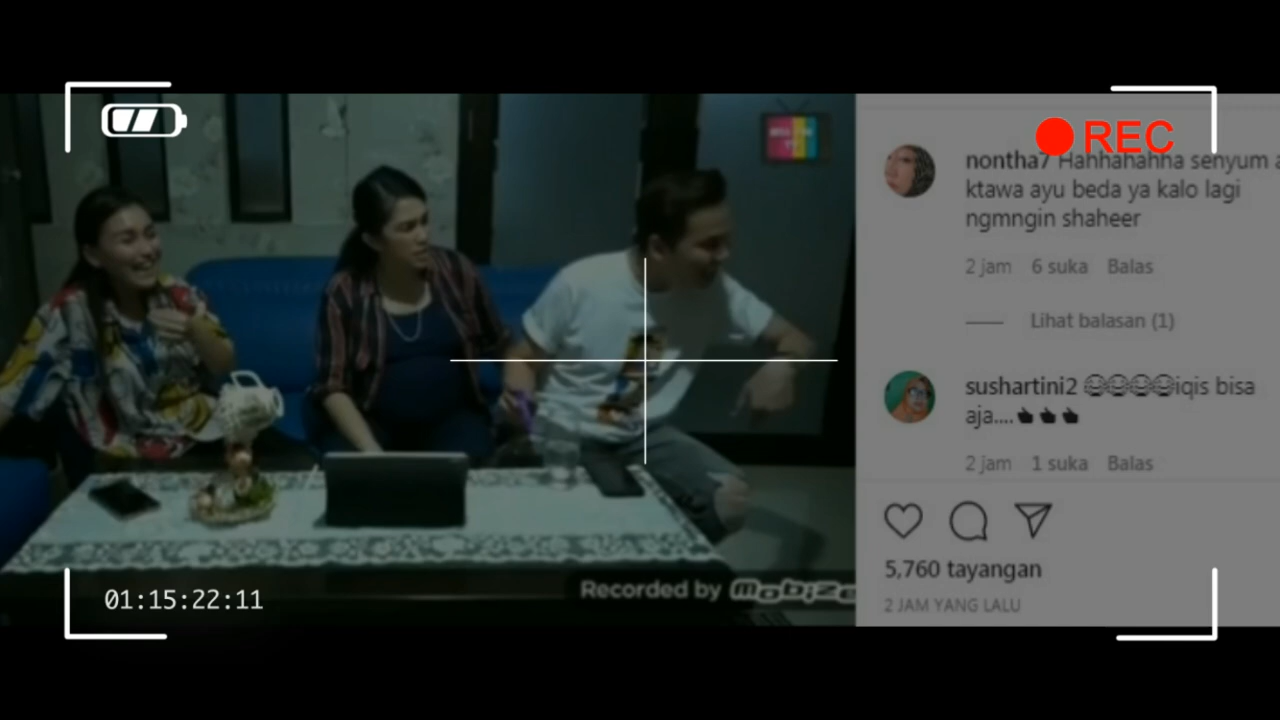 REC
nontha7 Hahhahahha senyum a
ktawa ayu beda ya kalo lagi
ngmngin shaheer
2 jam 6 suka Balas
Lihat balasan (1)
sushartini2 😂😂😂😂iqis bisa
aja....👍👍👍
2 jam 1 suka Balas
5,760 tayangan
2 JAM YANG LALU
Recorded by Mobize
01:15:22:11